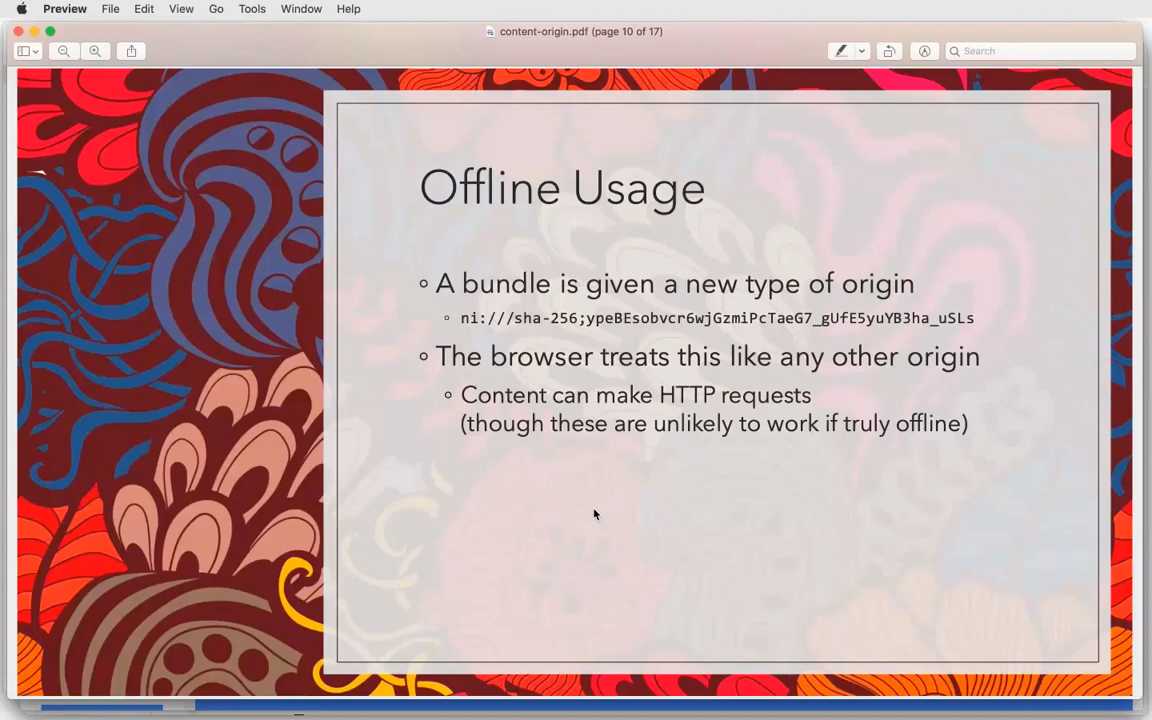 Preview File Edit View Go Tools Window Help
content-origin.pdf (page 10 of 17)
Search
Offline Usage
A bundle is given a new type of origin
ni:///sha-256;ypeBEsobvcr6wjGzmiPcTaeG7_gUfE5yuYB3ha_uSLs
The browser treats this like any other origin
Content can make HTTP requests
(though these are unlikely to work if truly offline)